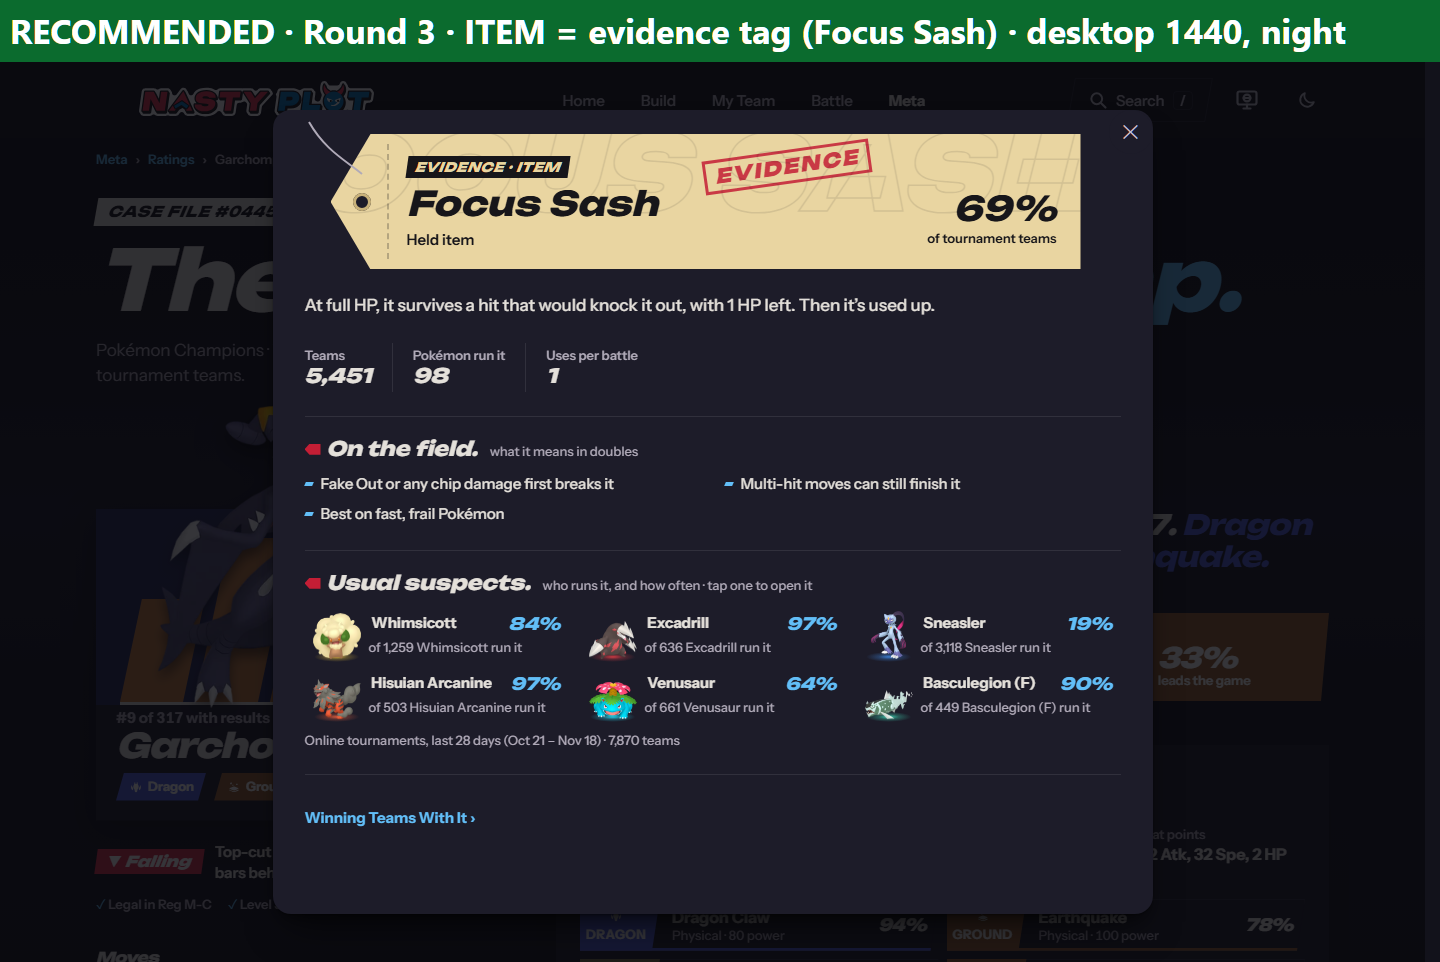 RECOMMENDED · Round 3 · ITEM = evidence tag (Focus Sash) · desktop 1440, night
NASTY PLOT
Home Build My Team Battle Meta
Search /
Meta › Ratings › Garchom
CASE FILE #0445
The
p.
Pokémon Champions ·
tournament teams.
EVIDENCE · ITEM
EVIDENCE
Focus Sash
Held item
69%
of tournament teams
At full HP, it survives a hit that would knock it out, with 1 HP left. Then it's used up.
Teams
5,451
Pokémon run it
98
Uses per battle
1
On the field. what it means in doubles
Fake Out or any chip damage first breaks it
Multi-hit moves can still finish it
Best on fast, frail Pokémon
Usual suspects. who runs it, and how often · tap one to open it
Whimsicott 84%
of 1,259 Whimsicott run it
Excadrill 97%
of 636 Excadrill run it
Sneasler 19%
of 3,118 Sneasler run it
Hisuian Arcanine 97%
of 503 Hisuian Arcanine run it
Venusaur 64%
of 661 Venusaur run it
Basculegion (F) 90%
of 449 Basculegion (F) run it
Online tournaments, last 28 days (Oct 21 – Nov 18) · 7,870 teams
Winning Teams With It ›
7. Dragon
quake.
33%
leads the game
#9 of 317 with results
Garcho
Dragon
Grou
▼ Falling
Top-cut
bars beh
✓ Legal in Reg M-C ✓ Level
Moves
at points
2 Atk, 32 Spe, 2 HP
DRAGON
Dragon Claw
Physical · 80 power
94%
GROUND
Earthquake
Physical · 100 power
78%